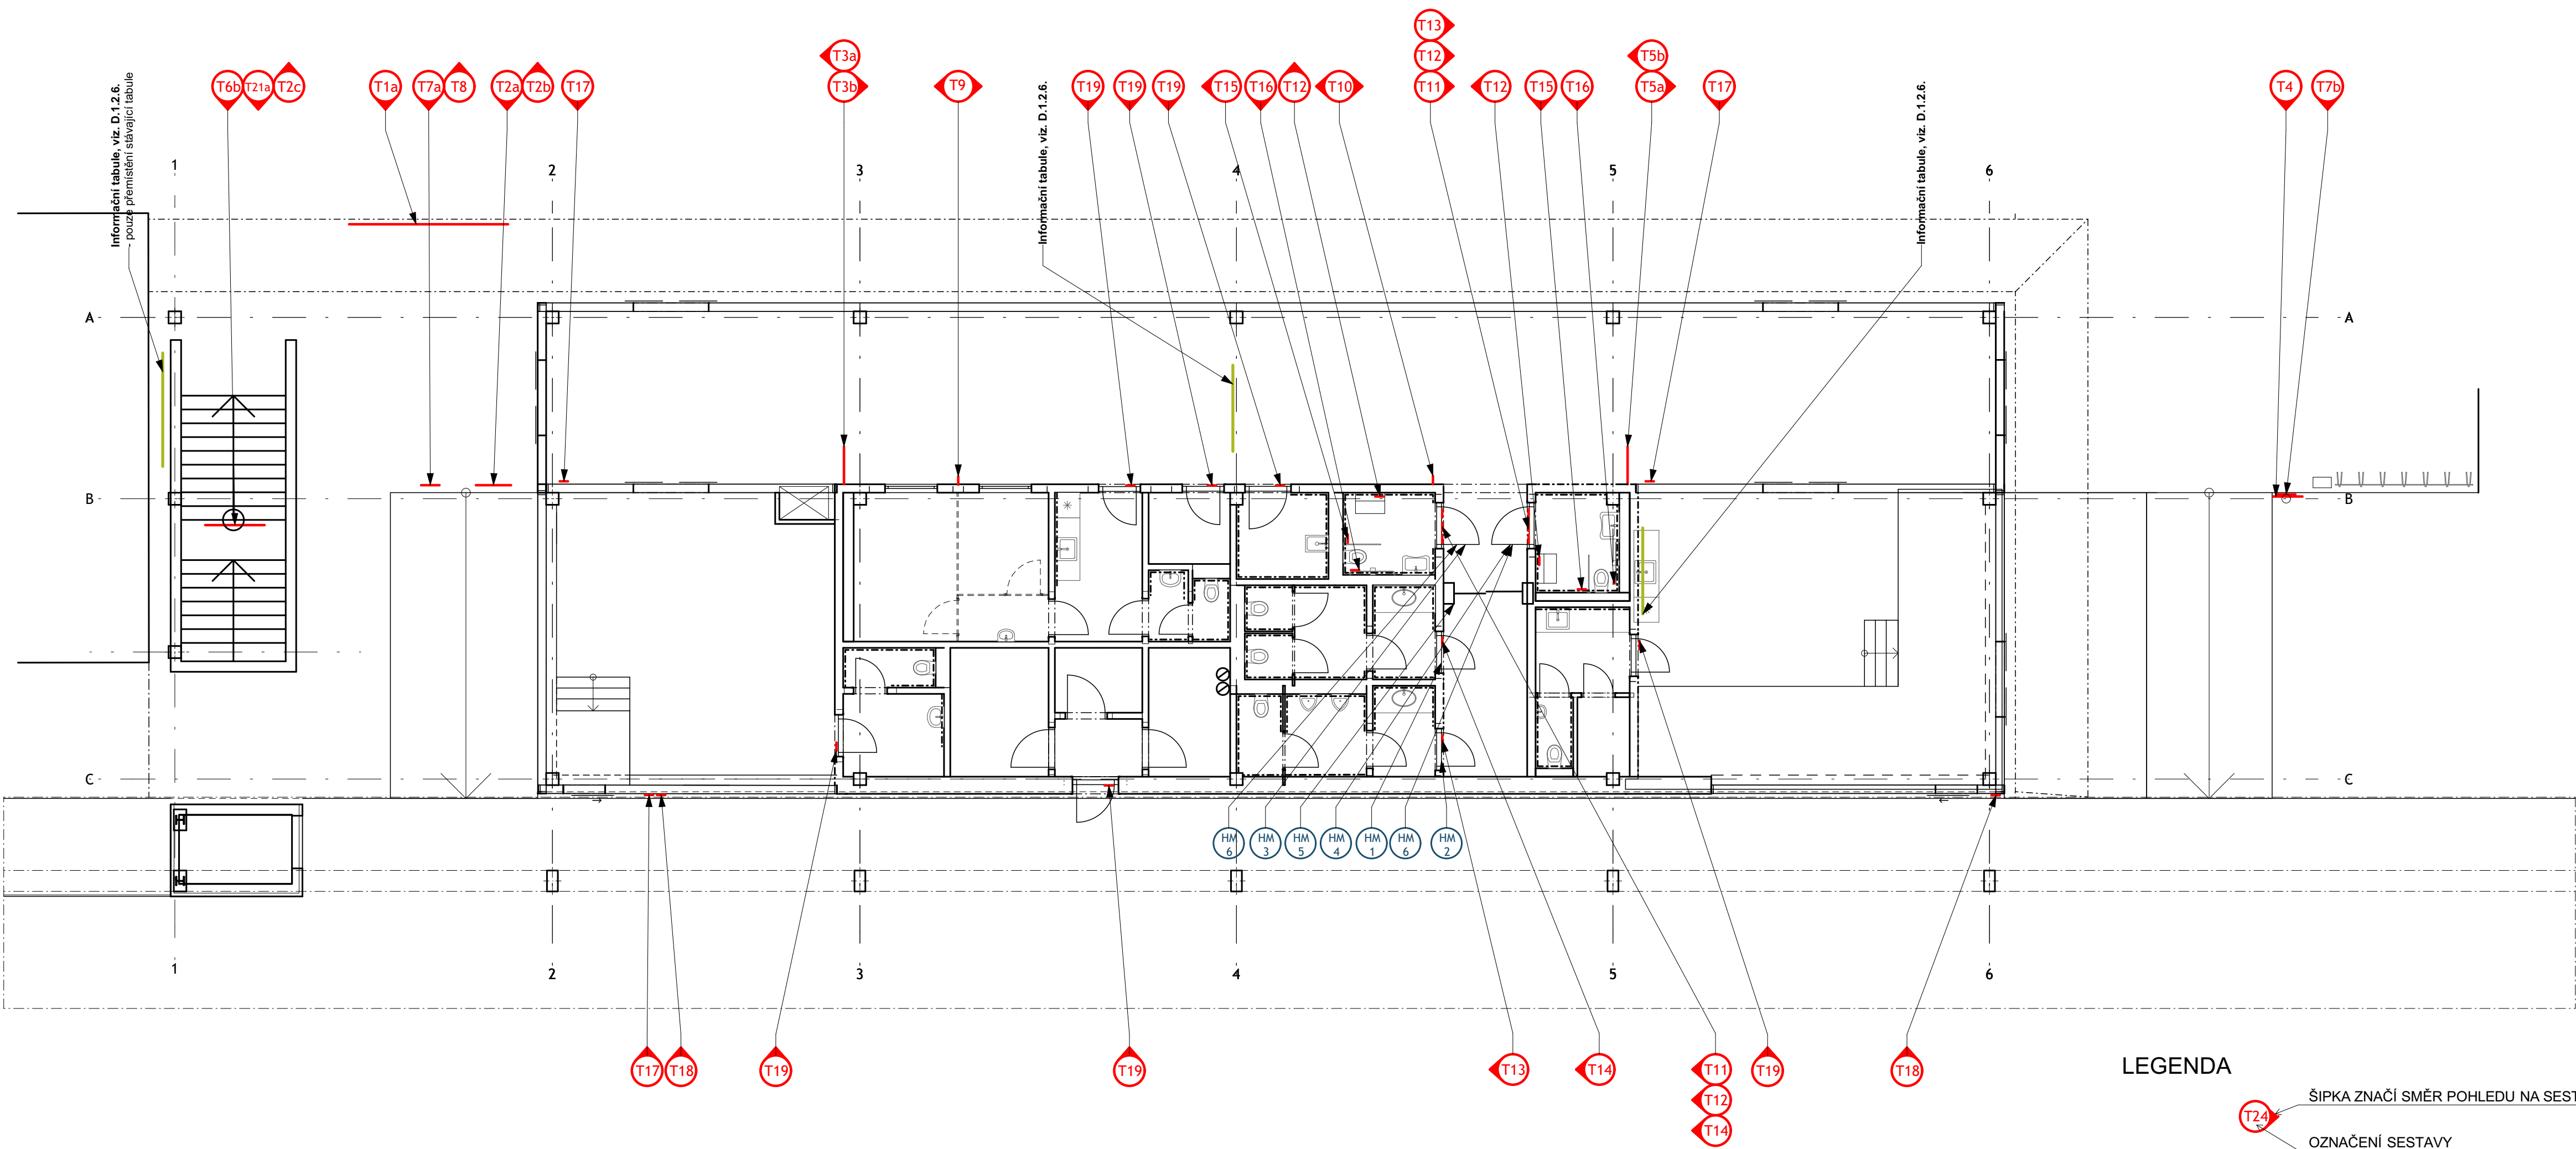 T13
T3a
T12
T5b
T6b T21a T2c T1a T7a T8 T2a T2b T17 T3b T9 T19 T19 T19 T15 T16 T12 T10 T11 T12 T15 T16 T5a T17 T4 T7b
Informační tabule, viz. D.1.2.6.
- pouze přemístění stávající tabule
Informační tabule, viz. D.1.2.6.
Informační tabule, viz. D.1.2.6.
1 2 3 4 5 6
A A
B B
C C
HM 6
HM 3
HM 5
HM 4
HM 1
HM 6
HM 2
1 2 3 4 5 6
T17 T18 T19 T19 T13 T14 T11 T19 T18
T12
T14
LEGENDA
ŠIPKA ZNAČÍ SMĚR POHLEDU NA SEST
T24
OZNAČENÍ SESTAVY